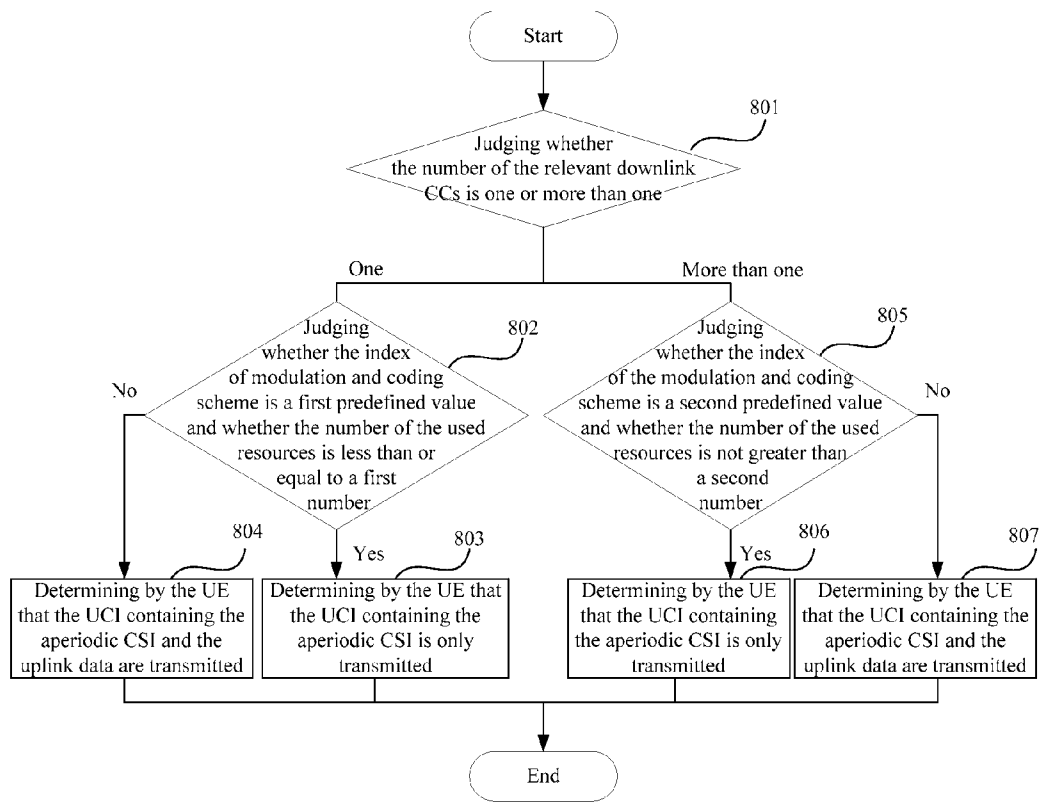 Start
801
Judging whether
the number of the relevant downlink
CCs is one or more than one
One
More than one
802
Judging
whether the index
of modulation and coding
scheme is a first predefined value
and whether the number of the used
resources is less than or
equal to a first
number
805
Judging
whether the index
of the modulation and coding
scheme is a second predefined value
and whether the number of the used
resources is not greater than
a second
number
No
No
Yes
Yes
804
Determining by the UE
that the UCI containing the
aperiodic CSI and the
uplink data are transmitted
803
Determining by the UE that
the UCI containing the
aperiodic CSI is only
transmitted
806
Determining by the UE
that the UCI containing
the aperiodic CSI is only
transmitted
807
Determining by the UE
that the UCI containing the
aperiodic CSI and the
uplink data are transmitted
End